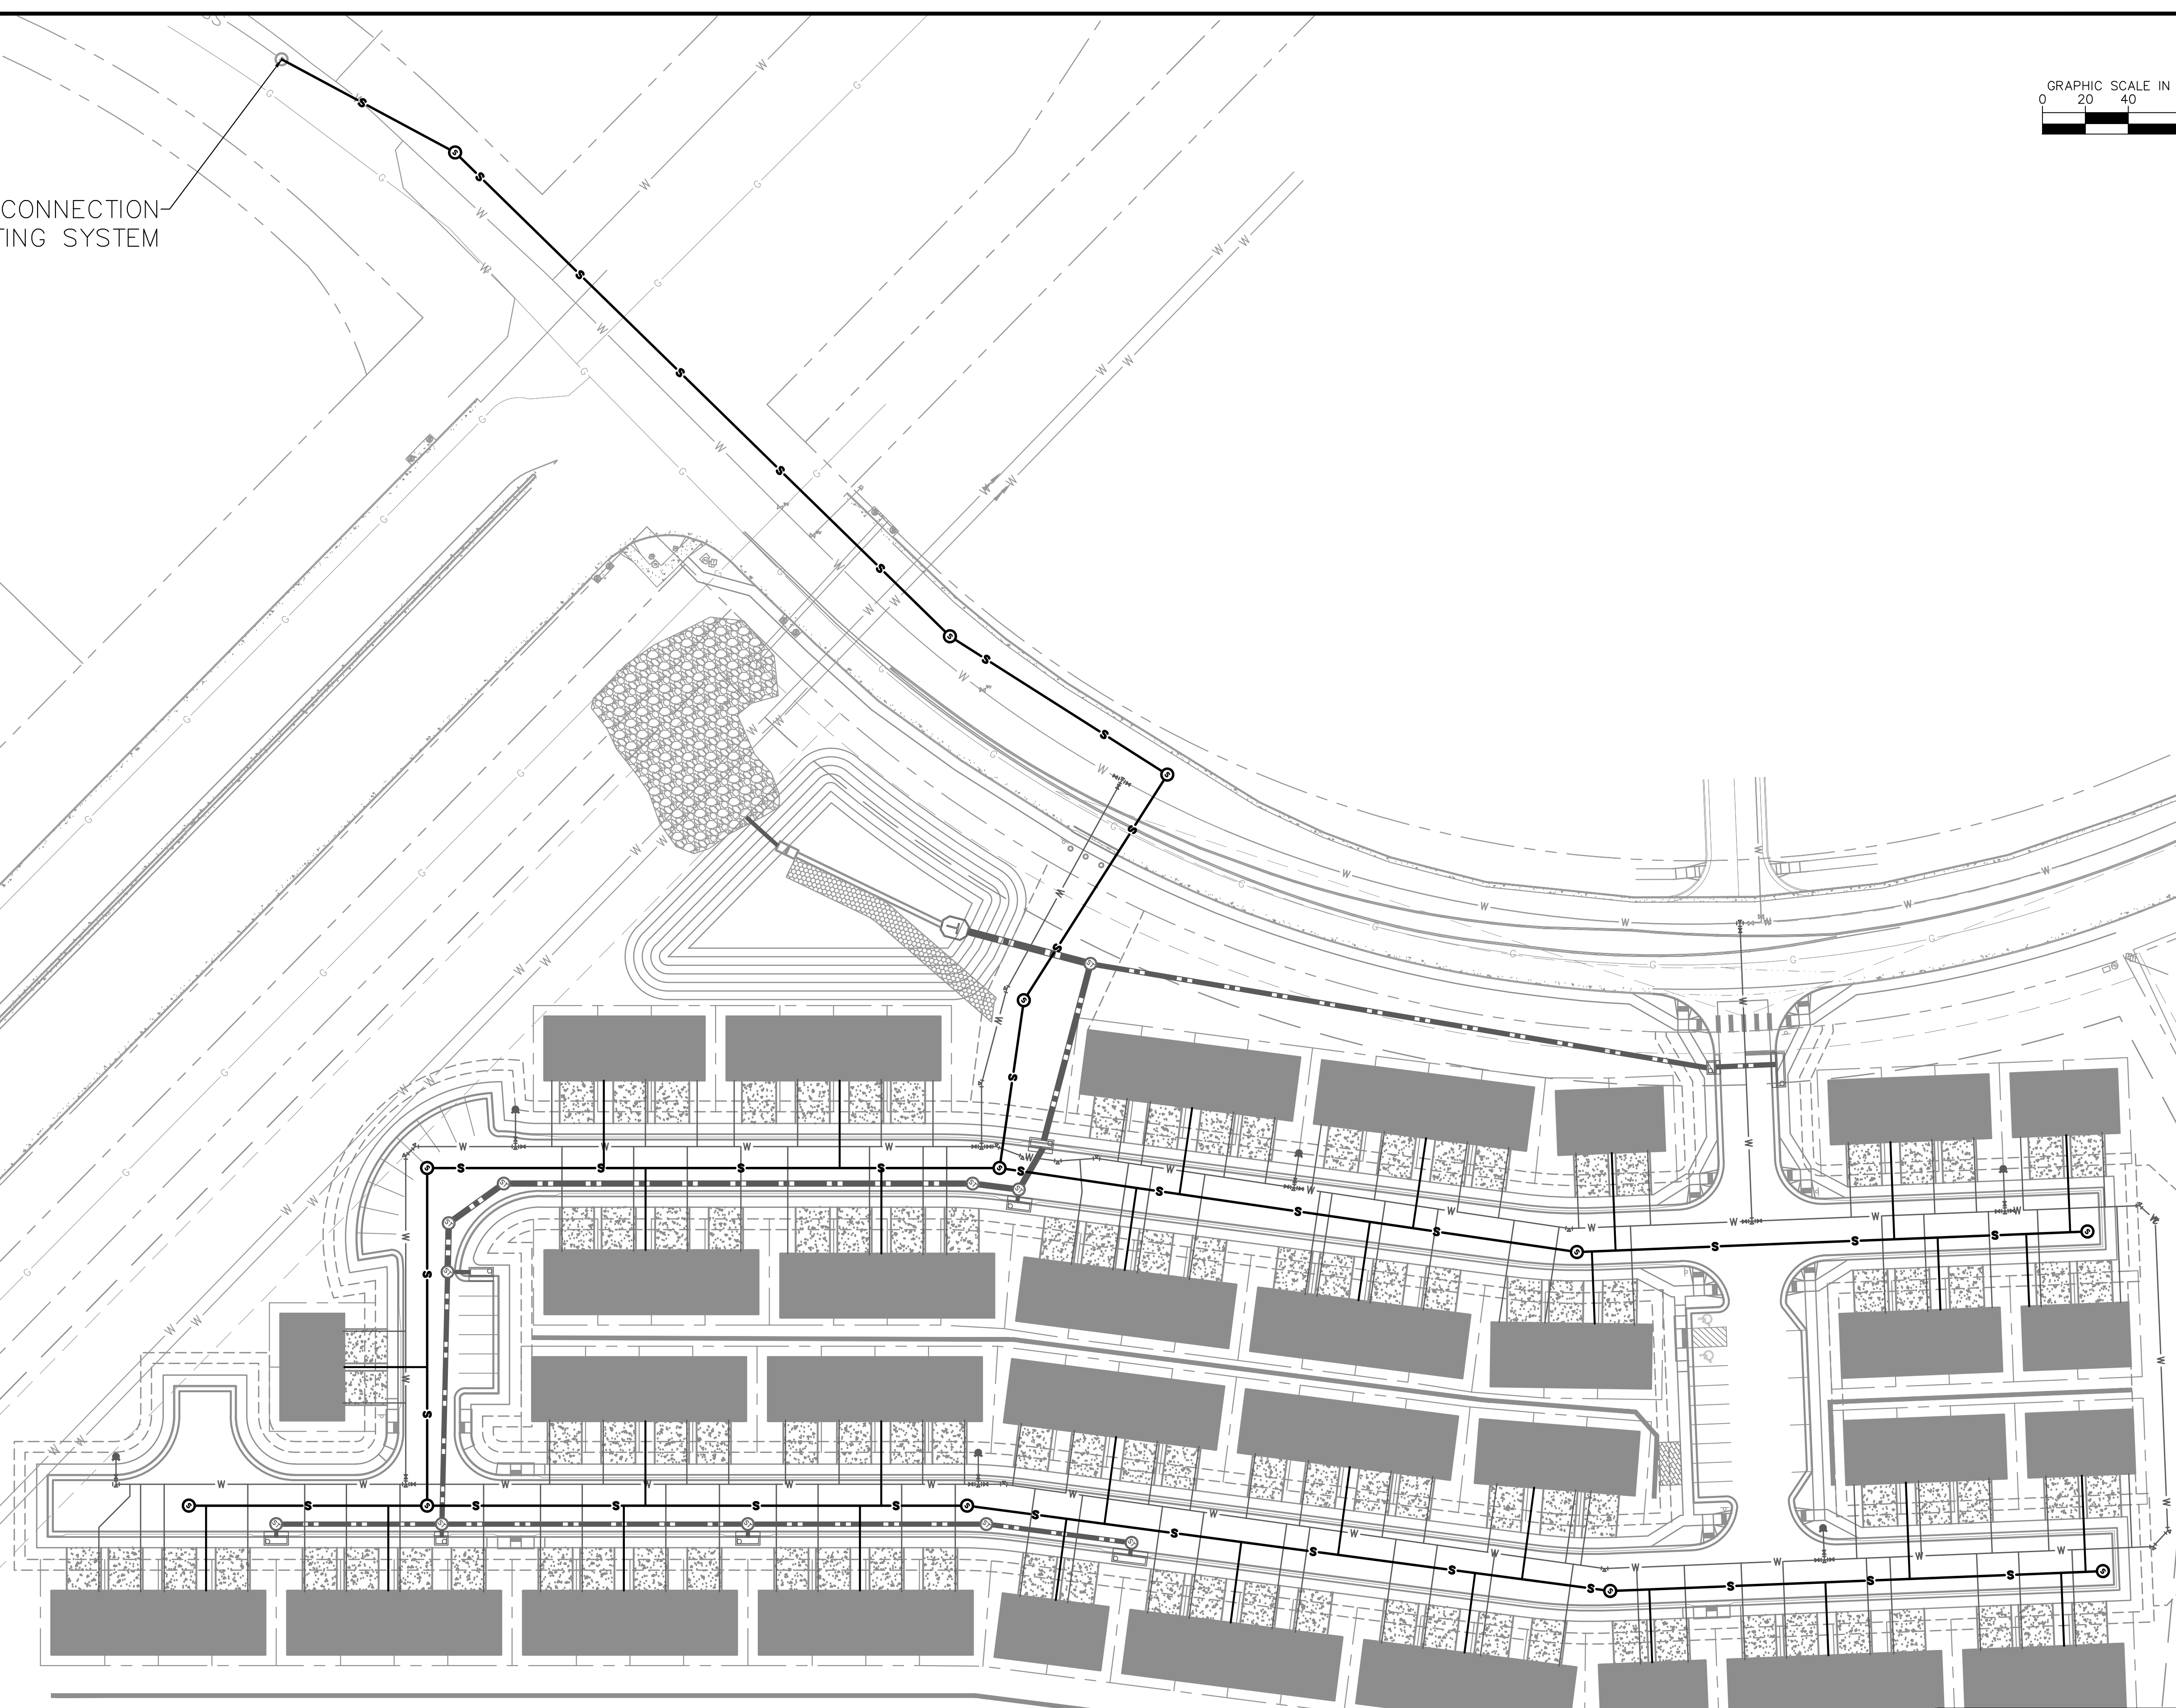 GRAPHIC SCALE IN
0 20 40
CONNECTION
TING SYSTEM